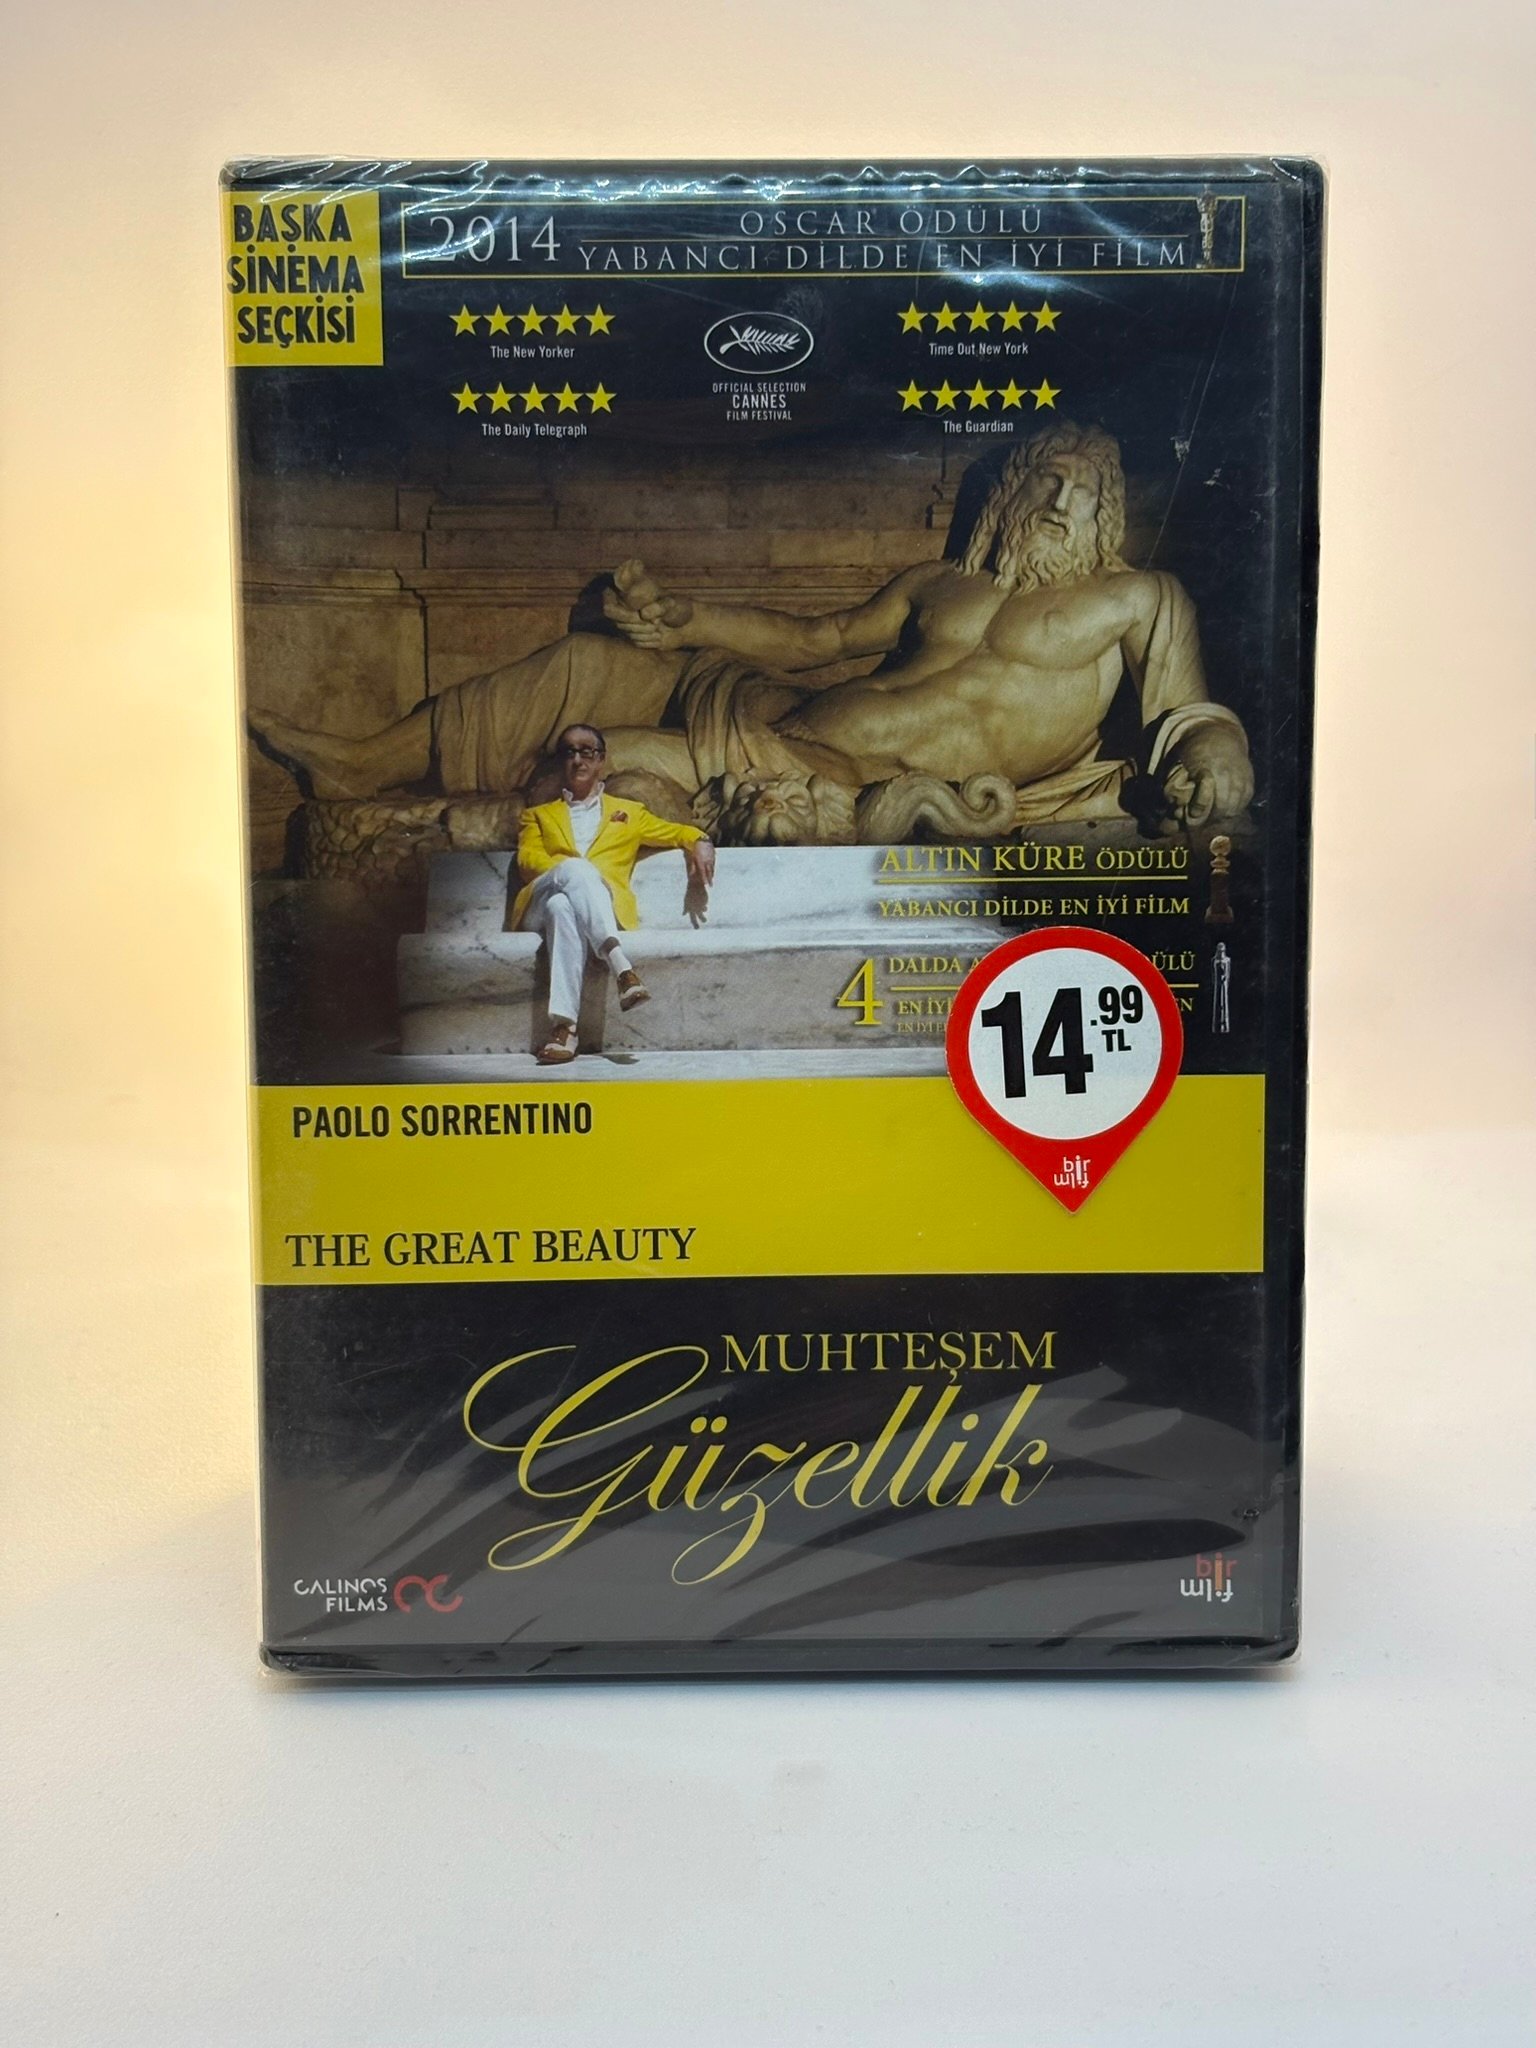 BAŞKA
SİNEMA
SEÇKİSİ
2014
OSCAR ÖDÜLÜ
YABANCI DİLDE EN İYİ FİLM
The New Yorker
The Daily Telegraph
OFFICIAL SELECTION
CANNES
FILM FESTIVAL
Time Out New York
The Guardian
ALTIN KÜRE ÖDÜLÜ
YABANCI DİLDE EN İYİ FİLM
4 DALDA
EN İYİ
14.99
TL
bir
film
PAOLO SORRENTINO
THE GREAT BEAUTY
MUHTEŞEM
Güzellik
CALINOS
FILMS
bir
film